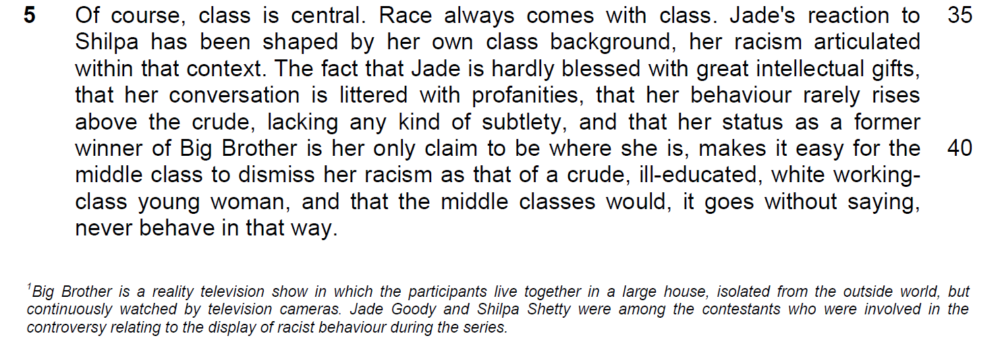 5 Of course, class is central. Race always comes with class. Jade's reaction to 35
Shilpa has been shaped by her own class background, her racism articulated
within that context. The fact that Jade is hardly blessed with great intellectual gifts,
that her conversation is littered with profanities, that her behaviour rarely rises
above the crude, lacking any kind of subtlety, and that her status as a former
winner of Big Brother is her only claim to be where she is, makes it easy for the 40
middle class to dismiss her racism as that of a crude, ill-educated, white working-
class young woman, and that the middle classes would, it goes without saying,
never behave in that way.
¹Big Brother is a reality television show in which the participants live together in a large house, isolated from the outside world, but
continuously watched by television cameras. Jade Goody and Shilpa Shetty were among the contestants who were involved in the
controversy relating to the display of racist behaviour during the series.